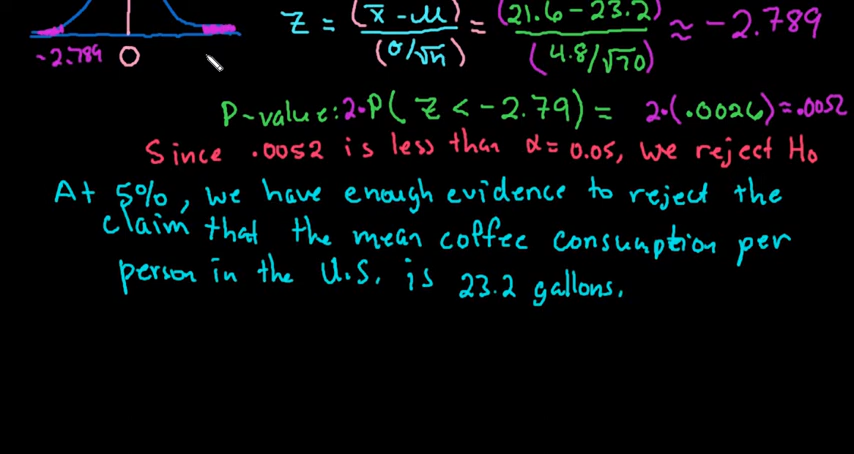 -2.789 0
Z = (x̄ - μ)/(σ/√n) = (21.6 - 23.2)/(4.8/√70) ≈ -2.789
P-value: 2·P(Z < -2.79) = 2·(.0026) = .0052
Since .0052 is less than α = 0.05, we reject Ho
At 5%, we have enough evidence to reject the
claim that the mean coffee consumption per
person in the U.S. is 23.2 gallons.